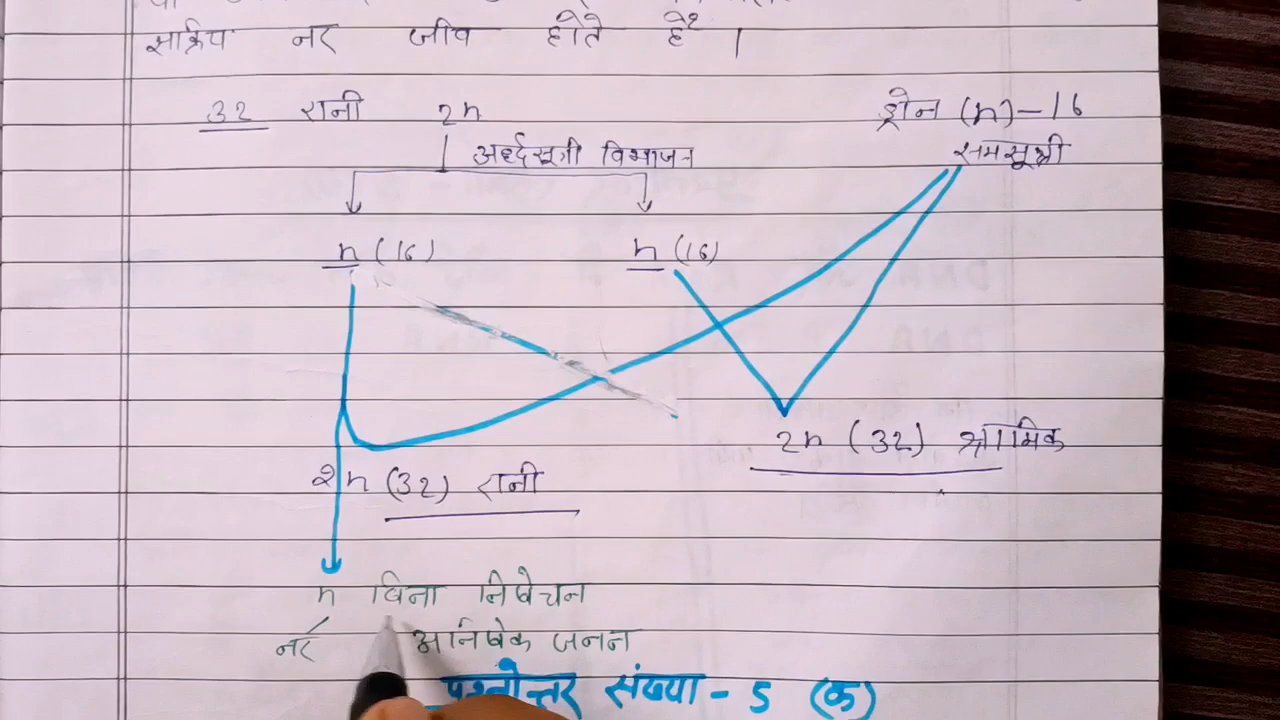 सक्रिय नर जीव होते हैं ।
32 रानी 2n
ड्रोन (n)-16
अर्द्धसूत्री विभाजन
समसूत्री
n (16) n (16)
2n (32) श्रामिक
2n (32) रानी
n बिना निषेचन
नर अनिषेक जनन
प्रश्नोत्तर संख्या - 5 (क)